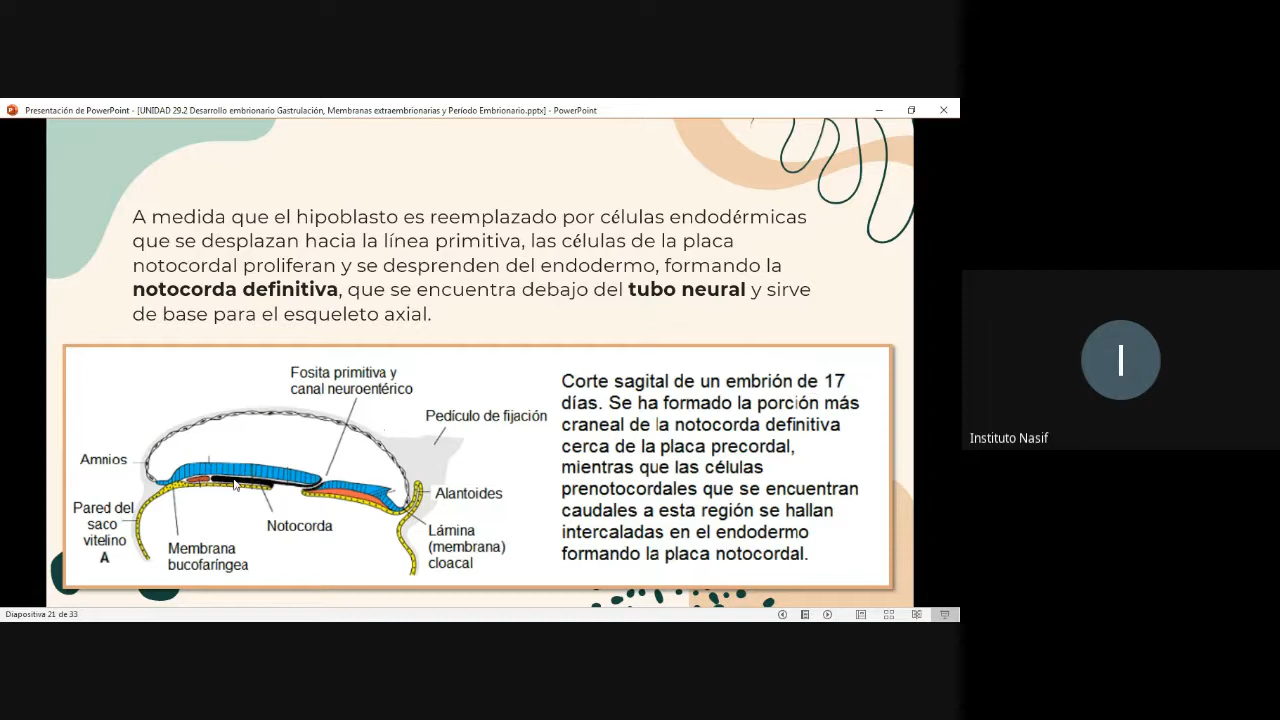 Presentación de PowerPoint - [UNIDAD 29.2 Desarrollo embrionario Gastrulación, Membranas extraembrionarias y Período Embrionario.pptx] - PowerPoint
A medida que el hipoblasto es reemplazado por células endodérmicas
que se desplazan hacia la línea primitiva, las células de la placa
notocordal proliferan y se desprenden del endodermo, formando la
notocorda definitiva, que se encuentra debajo del tubo neural y sirve
de base para el esqueleto axial.
Fosita primitiva y
canal neuroentérico
Pedículo de fijación
Amnios
Alantoides
Pared del
saco
vitelino
A
Notocorda
Lámina
(membrana)
cloacal
Membrana
bucofaríngea
Corte sagital de un embrión de 17
días. Se ha formado la porción más
craneal de la notocorda definitiva
cerca de la placa precordal,
mientras que las células
prenotocordales que se encuentran
caudales a esta región se hallan
intercaladas en el endodermo
formando la placa notocordal.
Diapositiva 21 de 33
I
Instituto Nasif